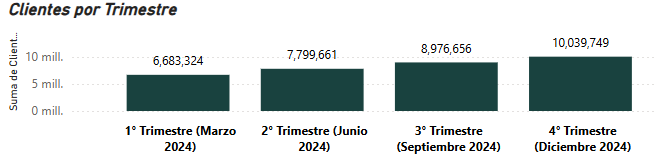 Clientes por Trimestre
Suma de Client...
10 mill.
5 mill.
0 mill.
6,683,324
7,799,661
8,976,656
10,039,749
1° Trimestre (Marzo
2024)
2° Trimestre (Junio
2024)
3° Trimestre
(Septiembre 2024)
4° Trimestre
(Diciembre 2024)